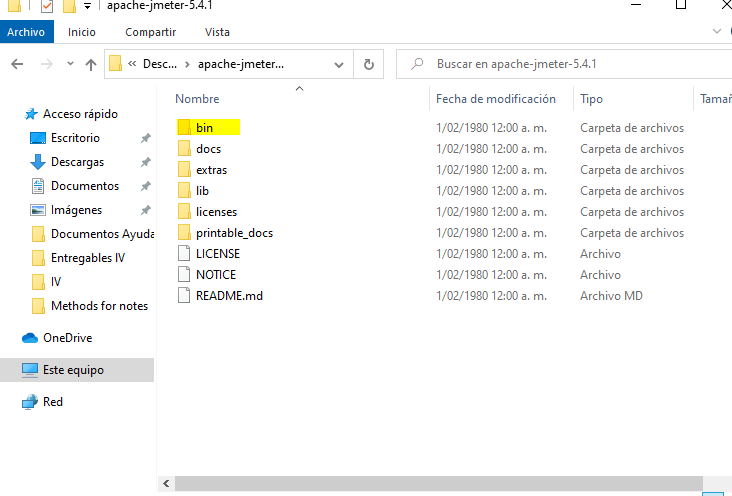 apache-jmeter-5.4.1
Archivo Inicio Compartir Vista
« Desc... › apache-jmeter... Buscar en apache-jmeter-5.4.1
Nombre Fecha de modificación Tipo Tamañ
Acceso rápido
Escritorio
Descargas
Documentos
Imágenes
Documentos Ayuda
Entregables IV
IV
Methods for notes
OneDrive
Este equipo
Red
bin 1/02/1980 12:00 a. m. Carpeta de archivos
docs 1/02/1980 12:00 a. m. Carpeta de archivos
extras 1/02/1980 12:00 a. m. Carpeta de archivos
lib 1/02/1980 12:00 a. m. Carpeta de archivos
licenses 1/02/1980 12:00 a. m. Carpeta de archivos
printable_docs 1/02/1980 12:00 a. m. Carpeta de archivos
LICENSE 1/02/1980 12:00 a. m. Archivo
NOTICE 1/02/1980 12:00 a. m. Archivo
README.md 1/02/1980 12:00 a. m. Archivo MD